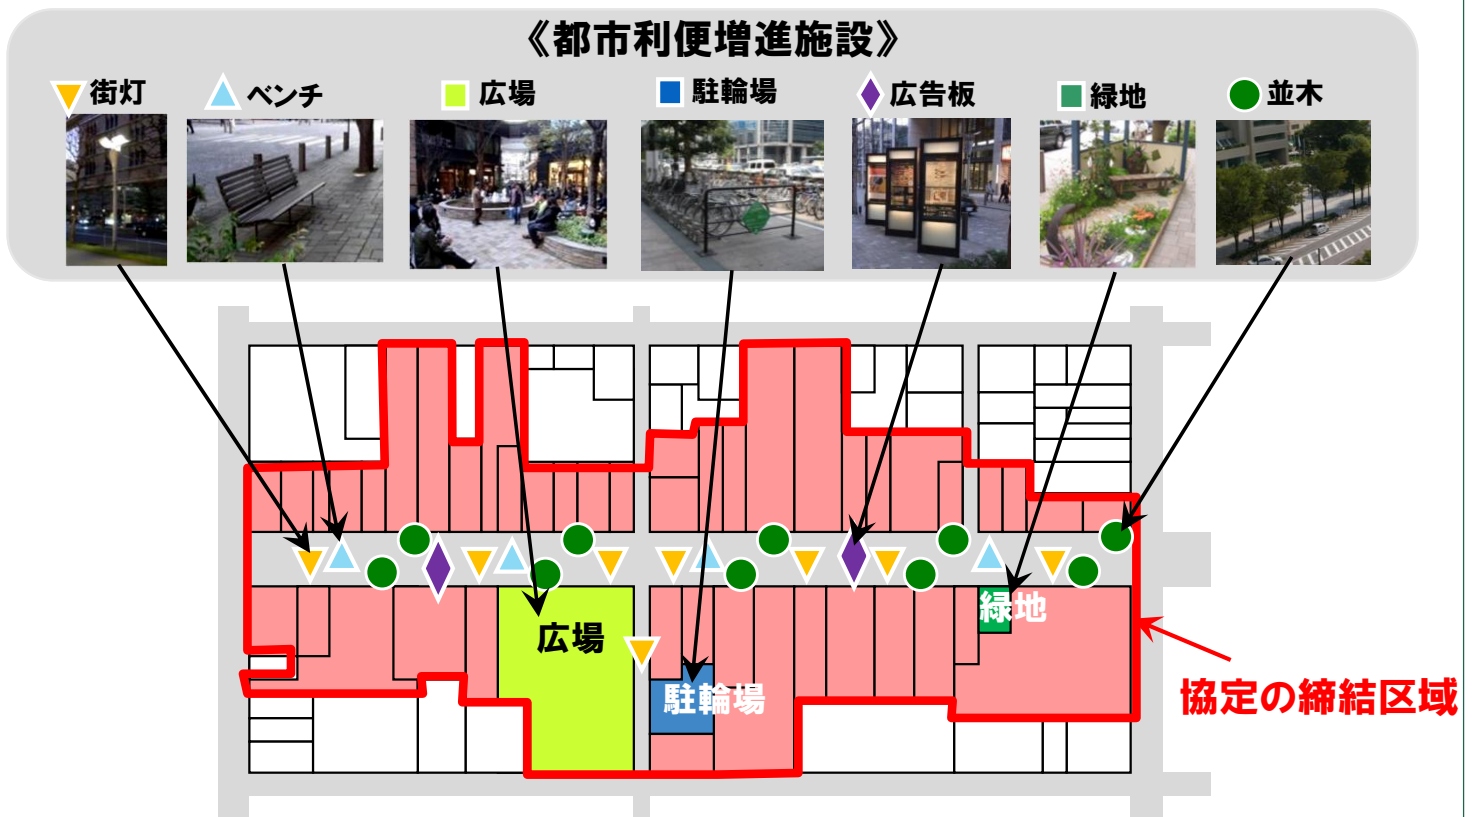 《都市利便増進施設》
街灯
ベンチ
広場
駐輪場
広告板
緑地
並木
緑地
広場
駐輪場
協定の締結区域